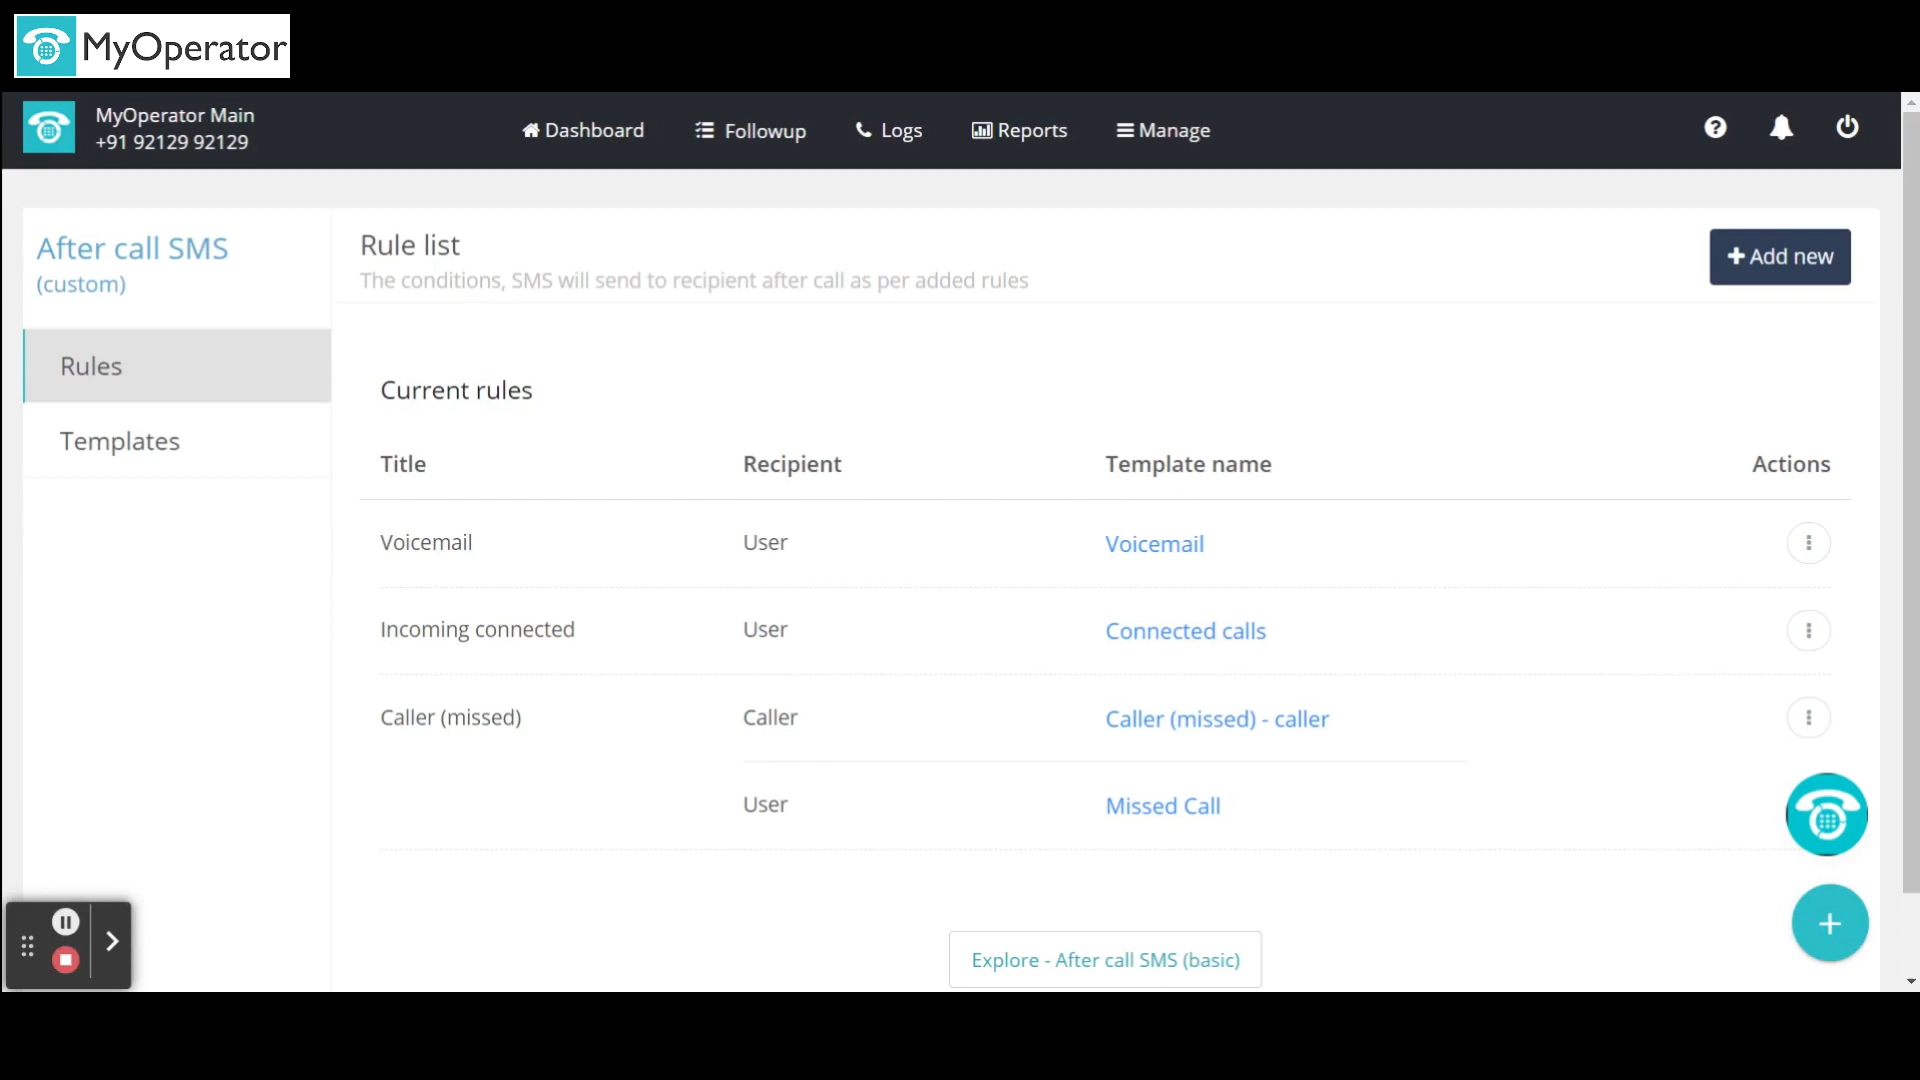 MyOperator
MyOperator Main
+91 92129 92129
Dashboard
Followup
Logs
Reports
Manage
After call SMS
(custom)
Rules
Templates
Rule list
The conditions, SMS will send to recipient after call as per added rules
Add new
Current rules
Title Recipient Template name Actions
Voicemail User Voicemail
Incoming connected User Connected calls
Caller (missed) Caller Caller (missed) - caller
User Missed Call
Explore - After call SMS (basic)